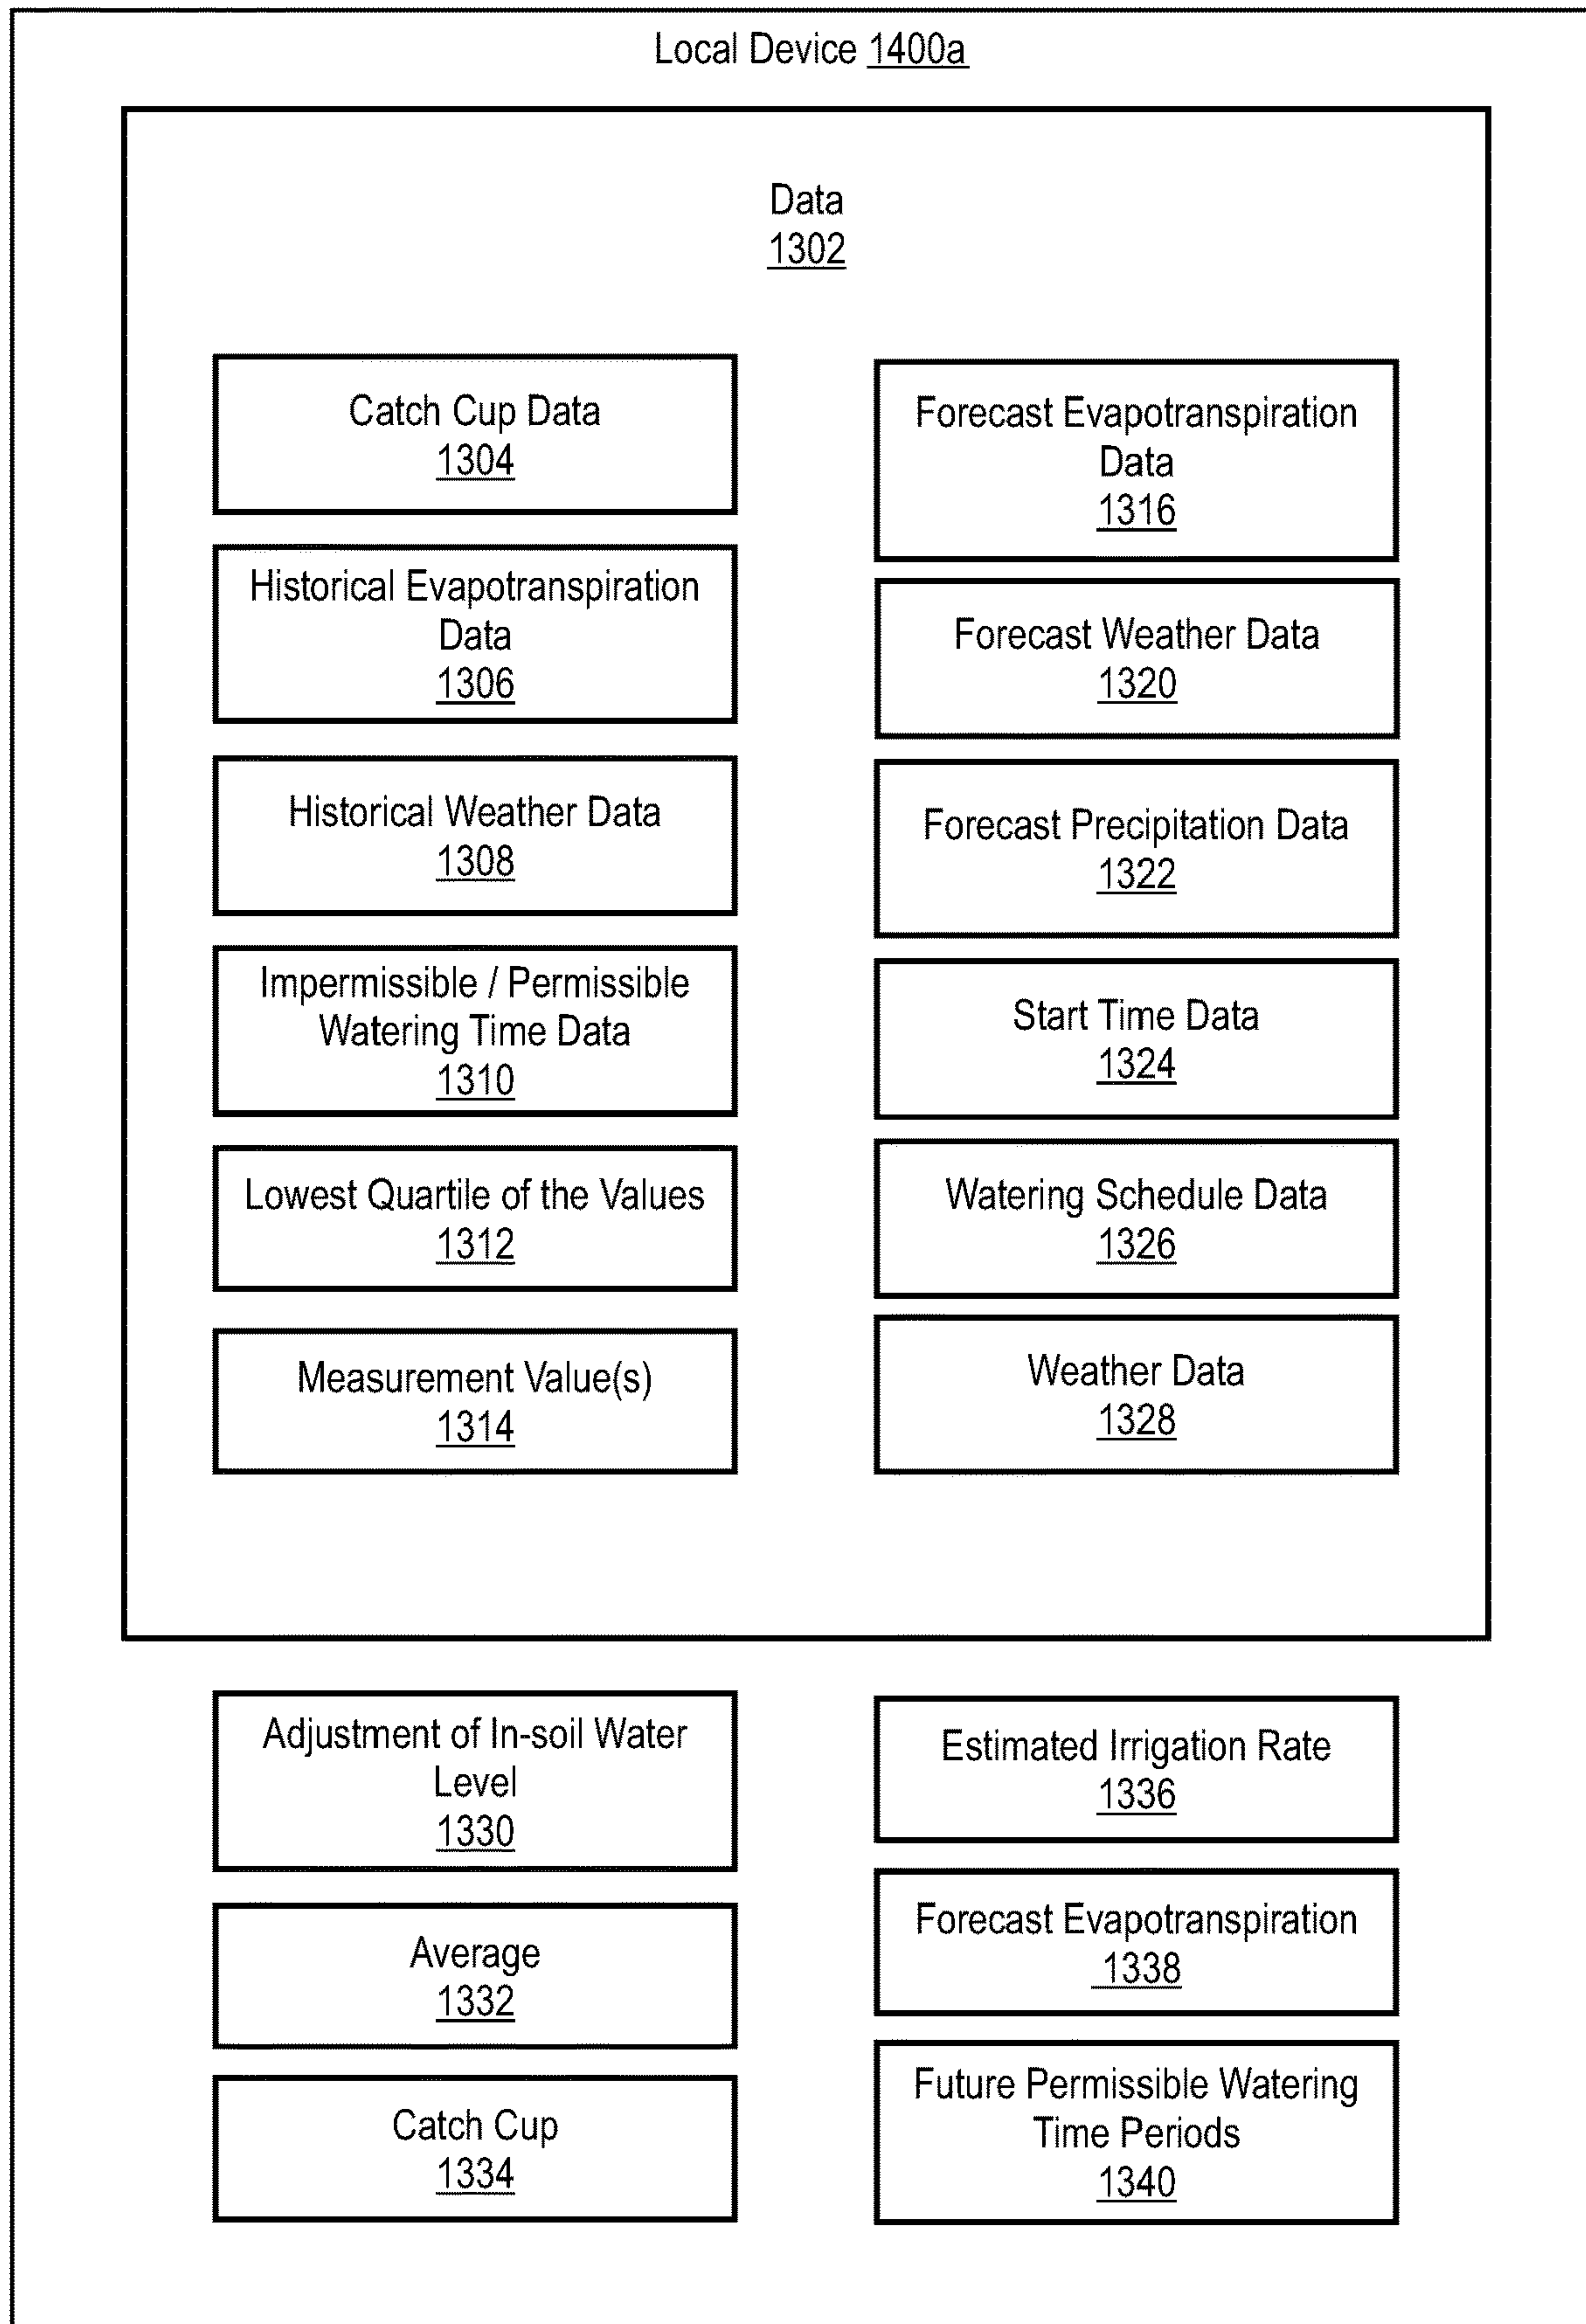 Local Device 1400a
Data
1302
Catch Cup Data
1304
Historical Evapotranspiration
Data
1306
Historical Weather Data
1308
Impermissible / Permissible
Watering Time Data
1310
Lowest Quartile of the Values
1312
Measurement Value(s)
1314
Forecast Evapotranspiration
Data
1316
Forecast Weather Data
1320
Forecast Precipitation Data
1322
Start Time Data
1324
Watering Schedule Data
1326
Weather Data
1328
Adjustment of In-soil Water
Level
1330
Average
1332
Catch Cup
1334
Estimated Irrigation Rate
1336
Forecast Evapotranspiration
1338
Future Permissible Watering
Time Periods
1340